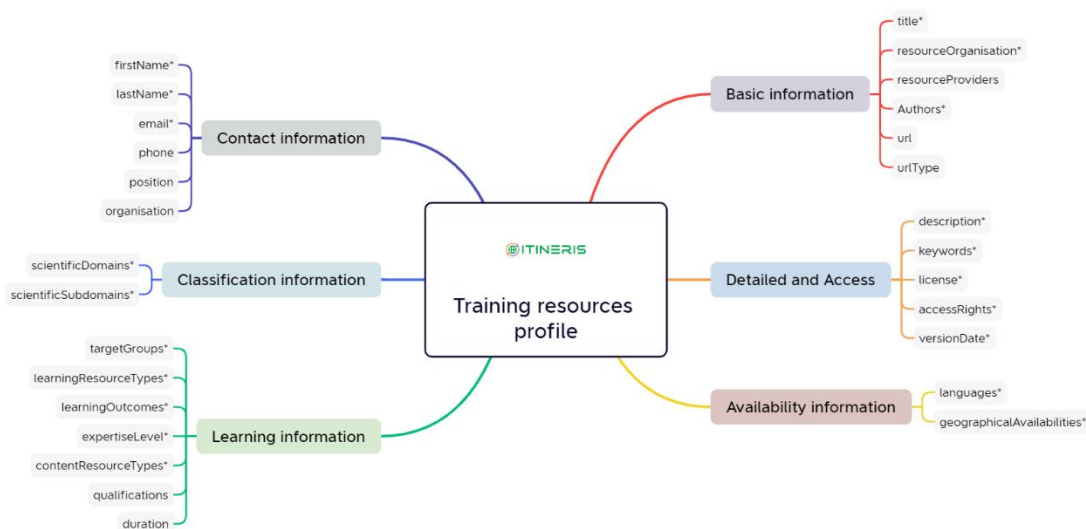 ITINERIS
Training resources
profile
Basic information
title*
resourceOrganisation*
resourceProviders
Authors*
url
urlType
Detailed and Access
description*
keywords*
license*
accessRights*
versionDate*
Availability information
languages*
geographicalAvailabilities*
Contact information
firstName*
lastName*
email*
phone
position
organisation
Classification information
scientificDomains*
scientificSubdomains*
Learning information
targetGroups*
learningResourceTypes*
learningOutcomes*
expertiseLevel*
contentResourceTypes*
qualifications
duration